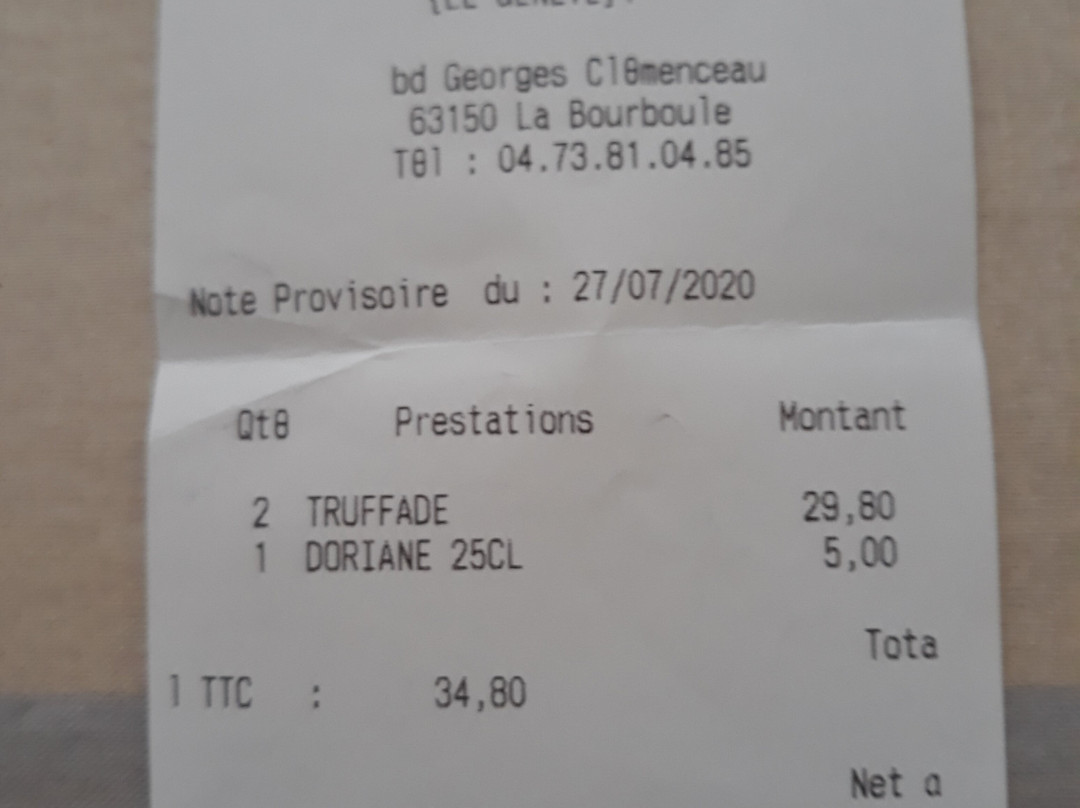 bd Georges Cl0menceau
63150 La Bourboule
T0l : 04.73.81.04.85
Note Provisoire du : 27/07/2020
Qt0 Prestations Montant
2 TRUFFADE 29,80
1 DORIANE 25CL 5,00
Tota
l TTC : 34,80
Net a